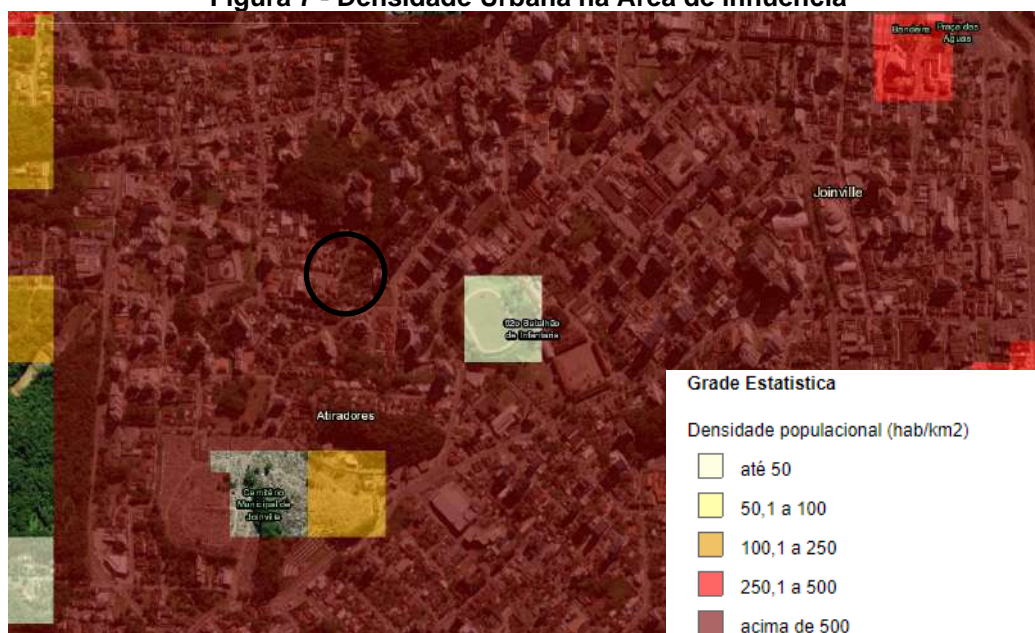 Figura 7 - Densidade Urbana na Área de Influência
Bandeira Praça das
Águas
Joinville
62o Batalhão
de Infantaria
Atiradores
Cemitério
Municipal de
Joinville
Grade Estatistica
Densidade populacional (hab/km2)
até 50
50,1 a 100
100,1 a 250
250,1 a 500
acima de 500